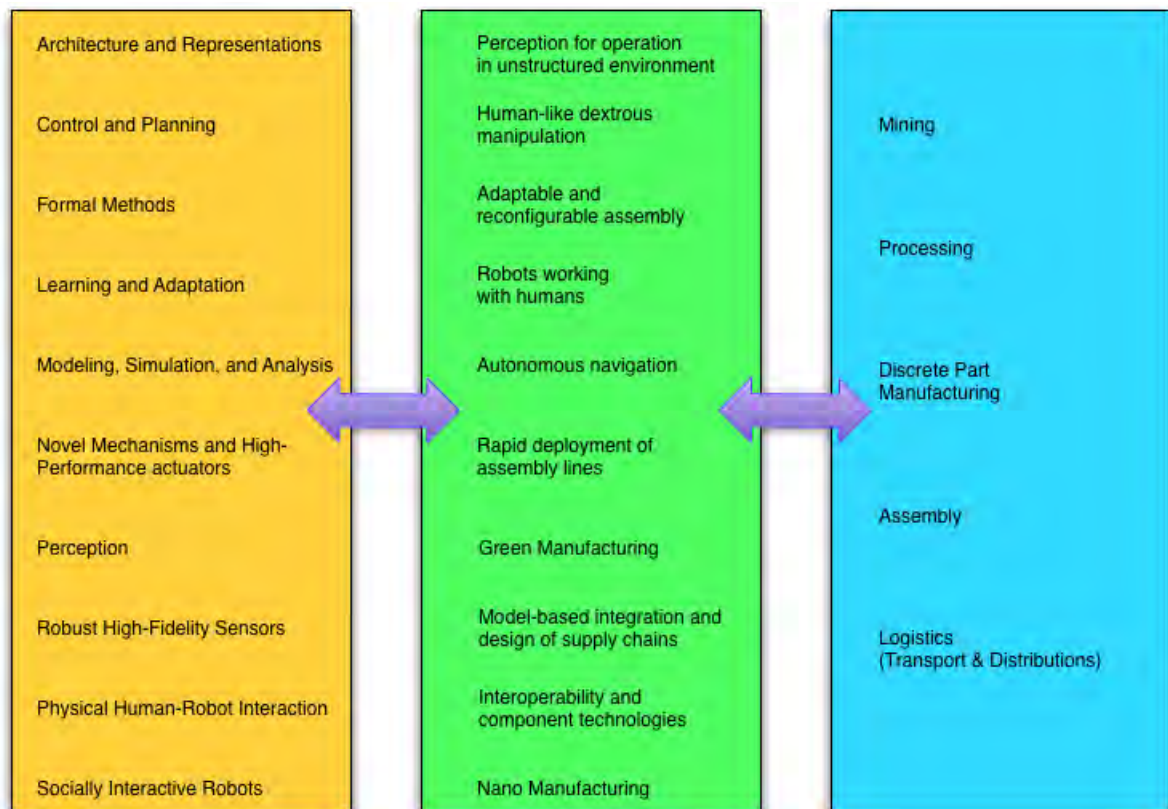 Architecture and Representations
Control and Planning
Formal Methods
Learning and Adaptation
Modeling, Simulation, and Analysis
Novel Mechanisms and High-
Performance actuators
Perception
Robust High-Fidelity Sensors
Physical Human-Robot Interaction
Socially Interactive Robots
Perception for operation
in unstructured environment
Human-like dextrous
manipulation
Adaptable and
reconfigurable assembly
Robots working
with humans
Autonomous navigation
Rapid deployment of
assembly lines
Green Manufacturing
Model-based integration and
design of supply chains
Interoperability and
component technologies
Nano Manufacturing
Mining
Processing
Discrete Part
Manufacturing
Assembly
Logistics
(Transport & Distributions)